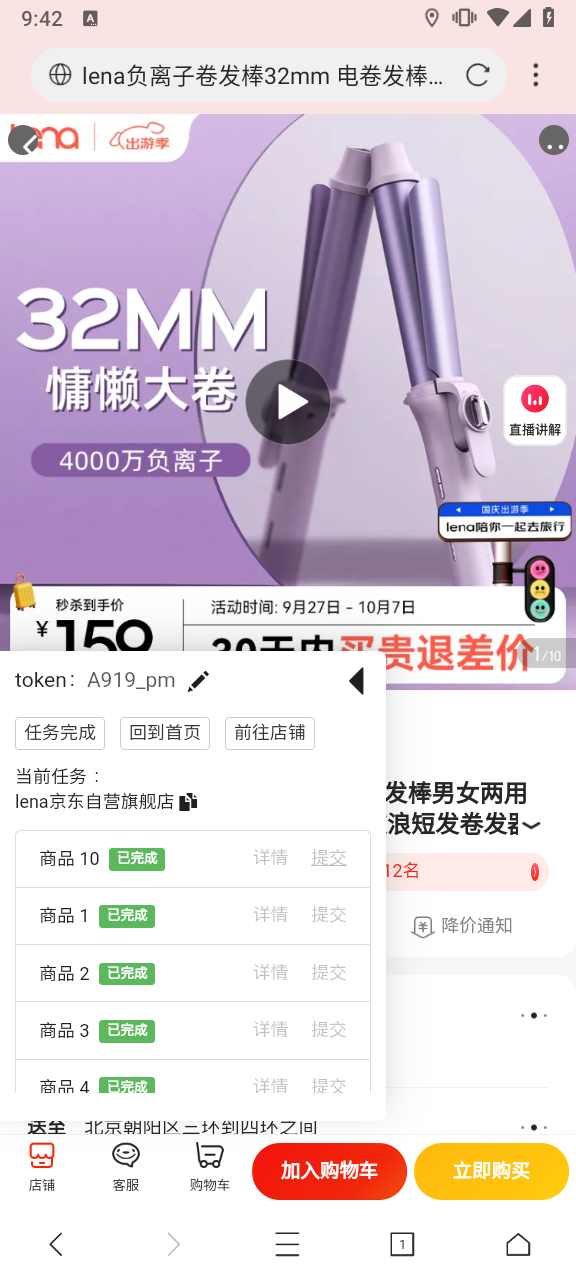 9:42
A
lena负离子卷发棒32mm 电卷发棒…
lena
出游季
32MM
慵懒大卷
4000万负离子
直播讲解
国庆出游季
lena陪你一起去旅行
秒杀到手价
活动时间: 9月27日 - 10月7日
¥159
30天内买贵退差价
1/10
token： A919_pm
任务完成
回到首页
前往店铺
当前任务：
lena京东自营旗舰店
发棒男女两用
浪短发卷发器
12名
降价通知
商品 10 已完成 详情 提交
商品 1 已完成 详情 提交
商品 2 已完成 详情 提交
商品 3 已完成 详情 提交
商品 4 已完成 详情 提交
送至 北京朝阳区三环到四环之间
店铺
客服
购物车
加入购物车
立即购买
1